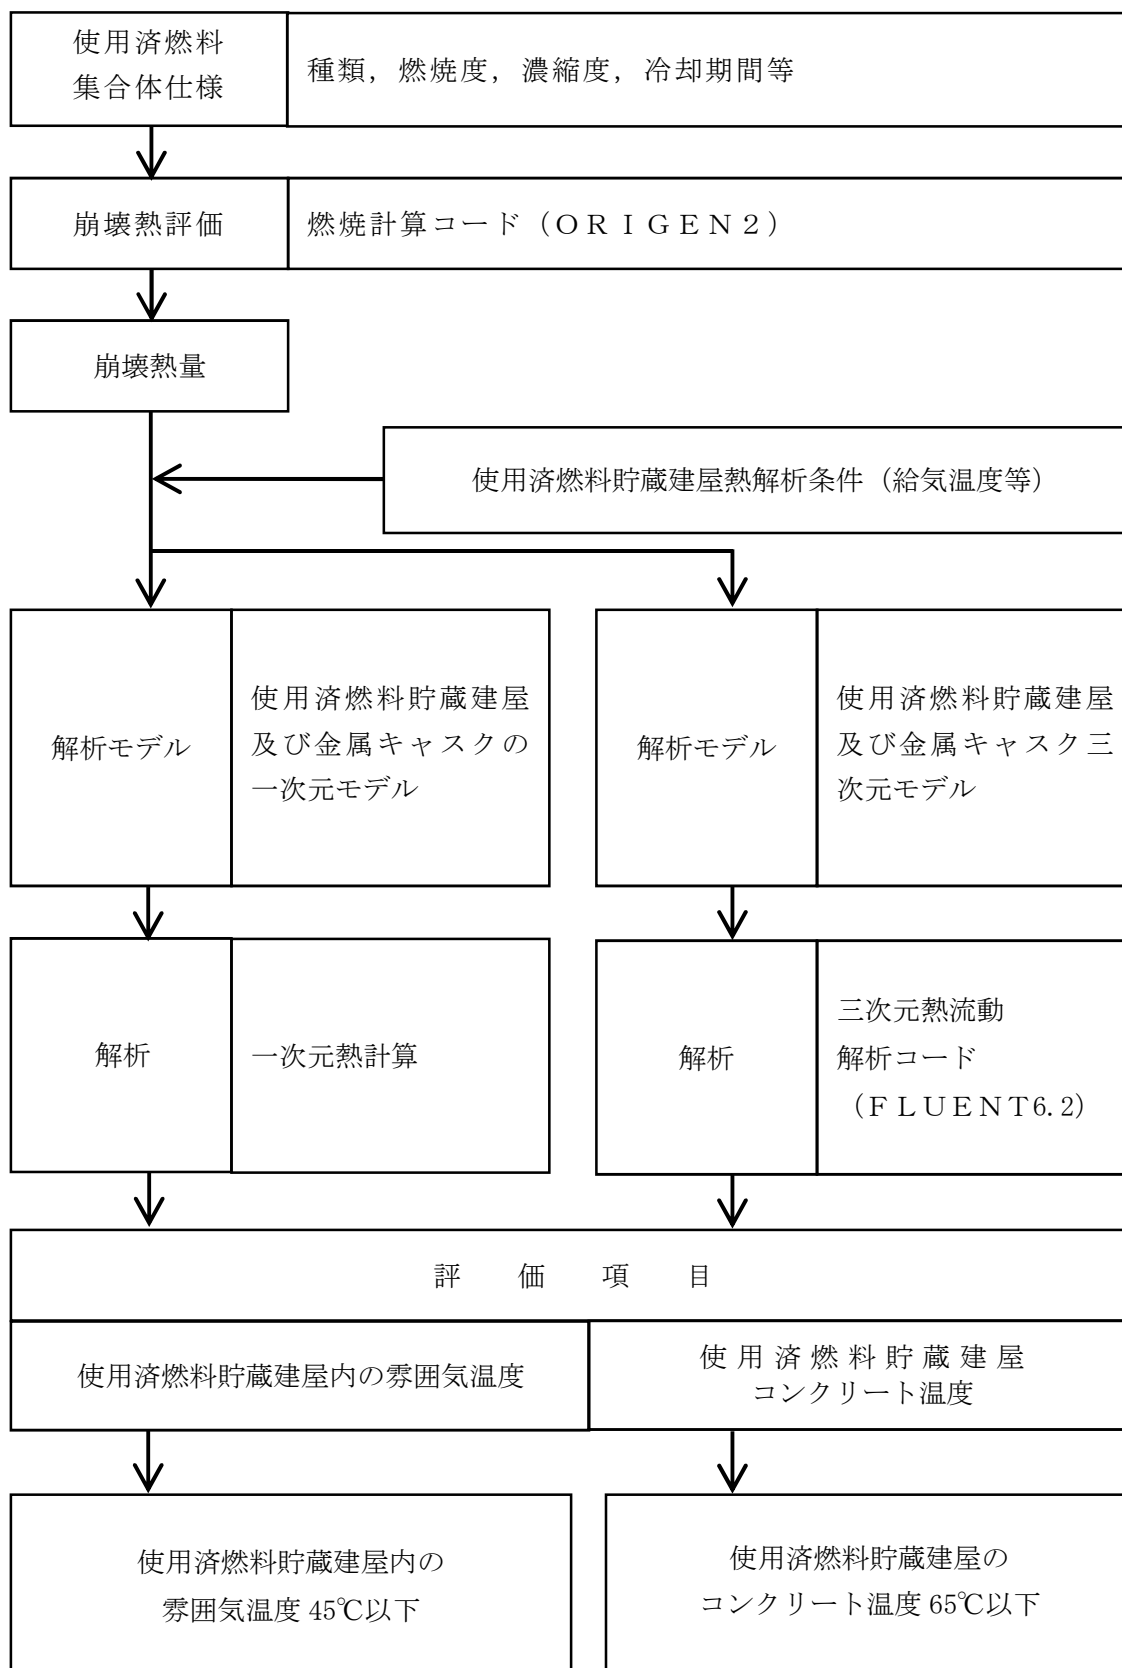 使用済燃料
集合体仕様
種類，燃焼度，濃縮度，冷却期間等
崩壊熱評価
燃焼計算コード（ＯＲＩＧＥＮ２）
崩壊熱量
使用済燃料貯蔵建屋熱解析条件（給気温度等）
解析モデル
使用済燃料貯蔵建屋
及び金属キャスクの
一次元モデル
解析モデル
使用済燃料貯蔵建屋
及び金属キャスク三
次元モデル
解析
一次元熱計算
解析
三次元熱流動
解析コード
（ＦＬＵＥＮＴ6.2）
評　価　項　目
使用済燃料貯蔵建屋内の雰囲気温度
使用済燃料貯蔵建屋
コンクリート温度
使用済燃料貯蔵建屋内の
雰囲気温度 45℃以下
使用済燃料貯蔵建屋の
コンクリート温度 65℃以下